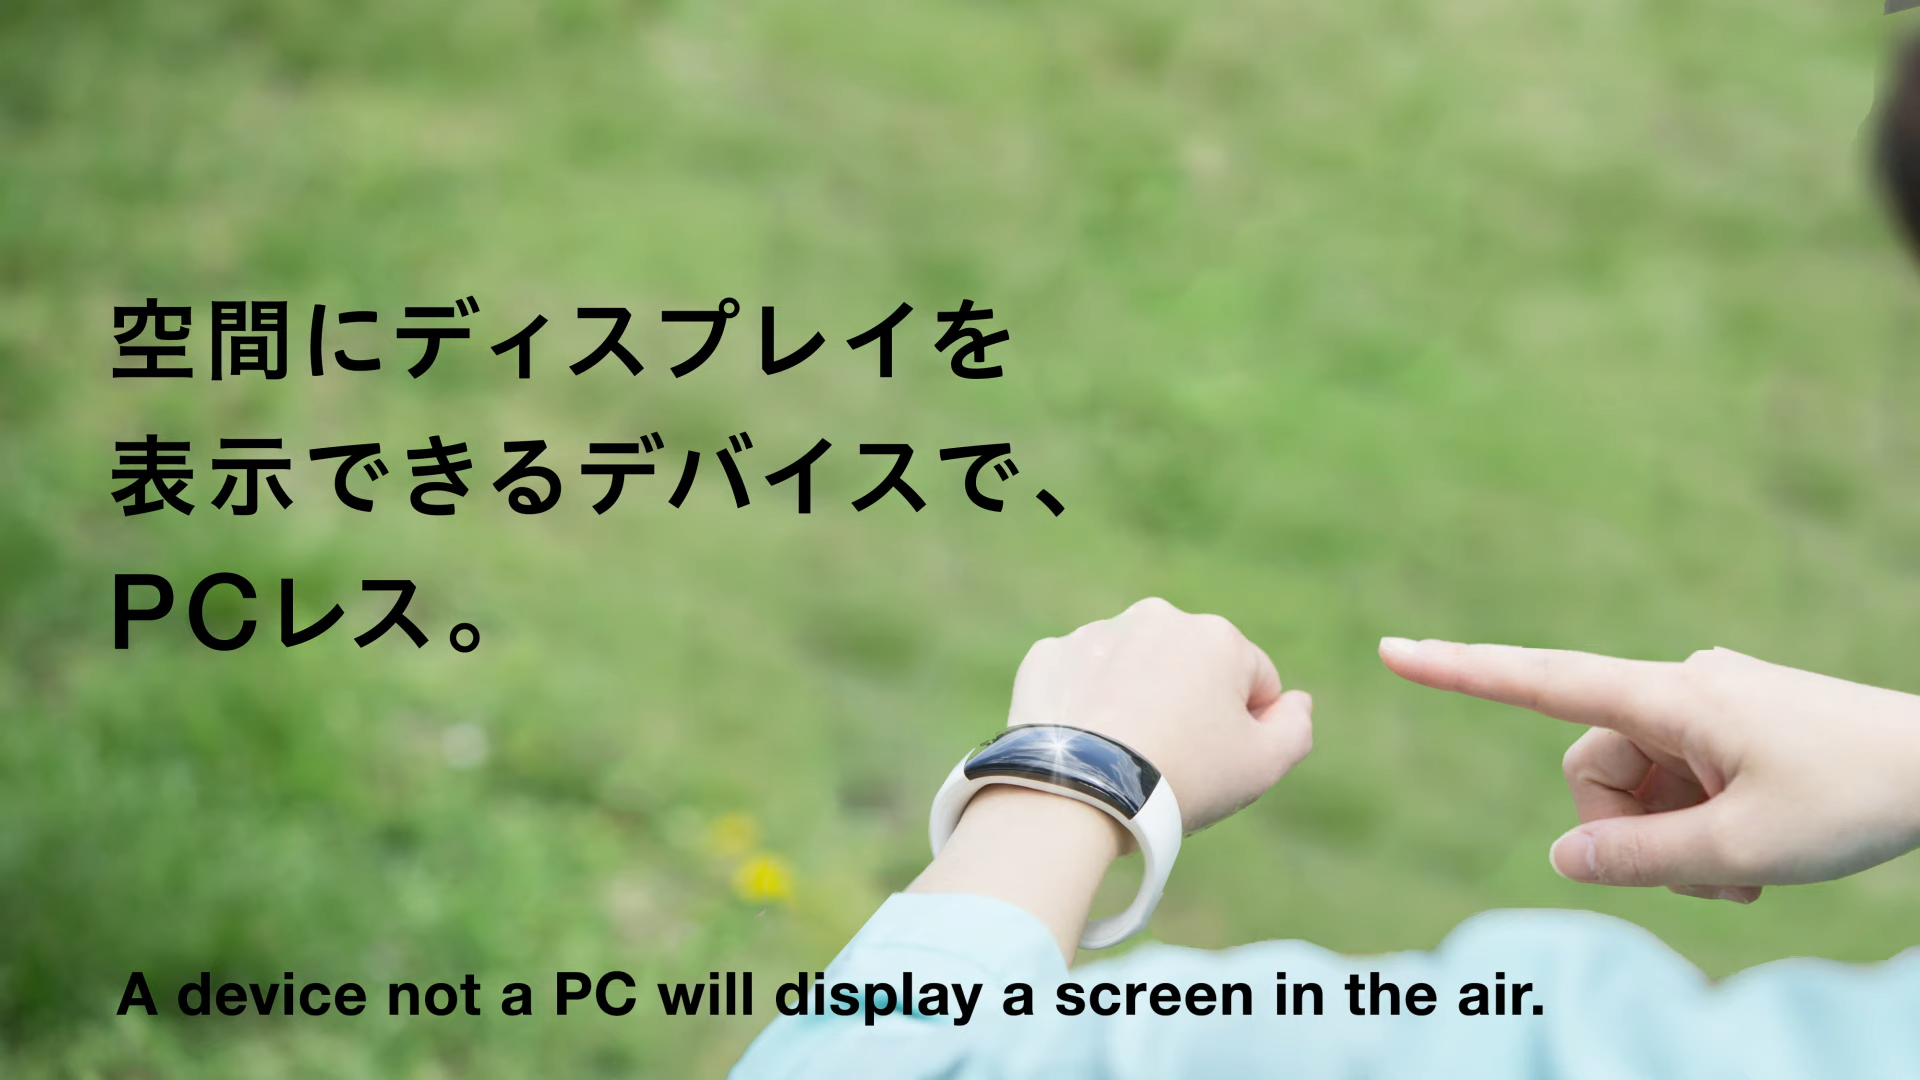 空間にディスプレイを
表示できるデバイスで、
PCレス。
A device not a PC will display a screen in the air.